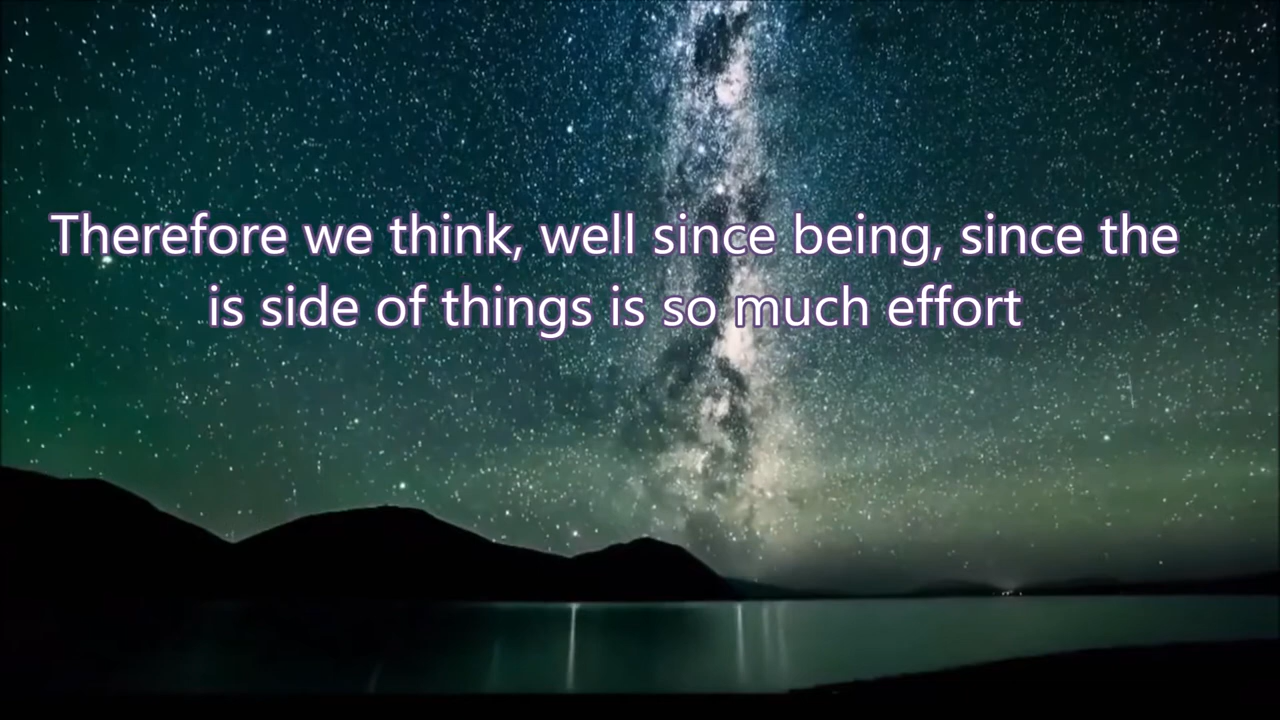 Therefore we think, well since being, since the
is side of things is so much effort